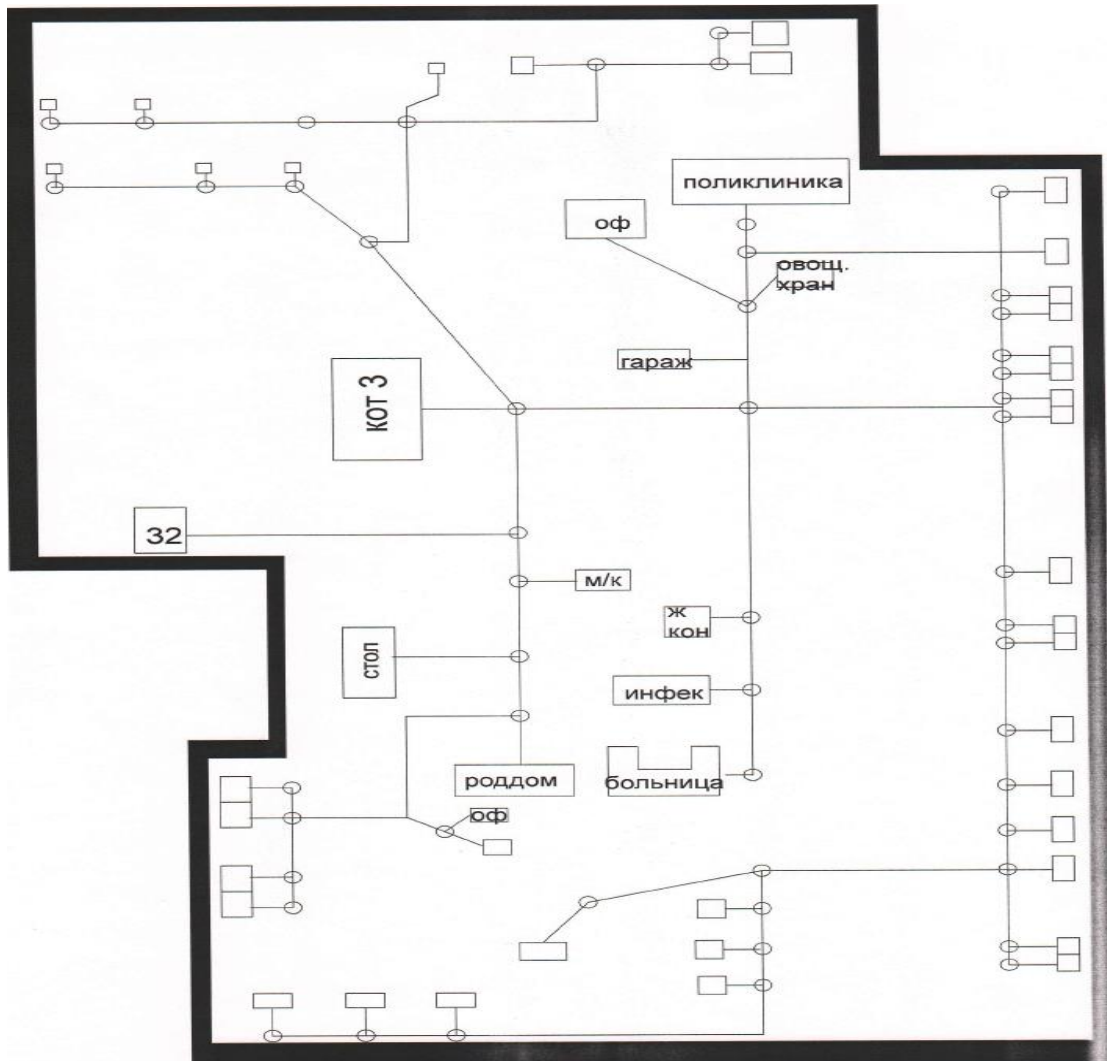 поликлиника
оф
овощ.
хран
гараж
кот 3
32
м/к
ж
кон
стол
инфек
роддом
больница
оф